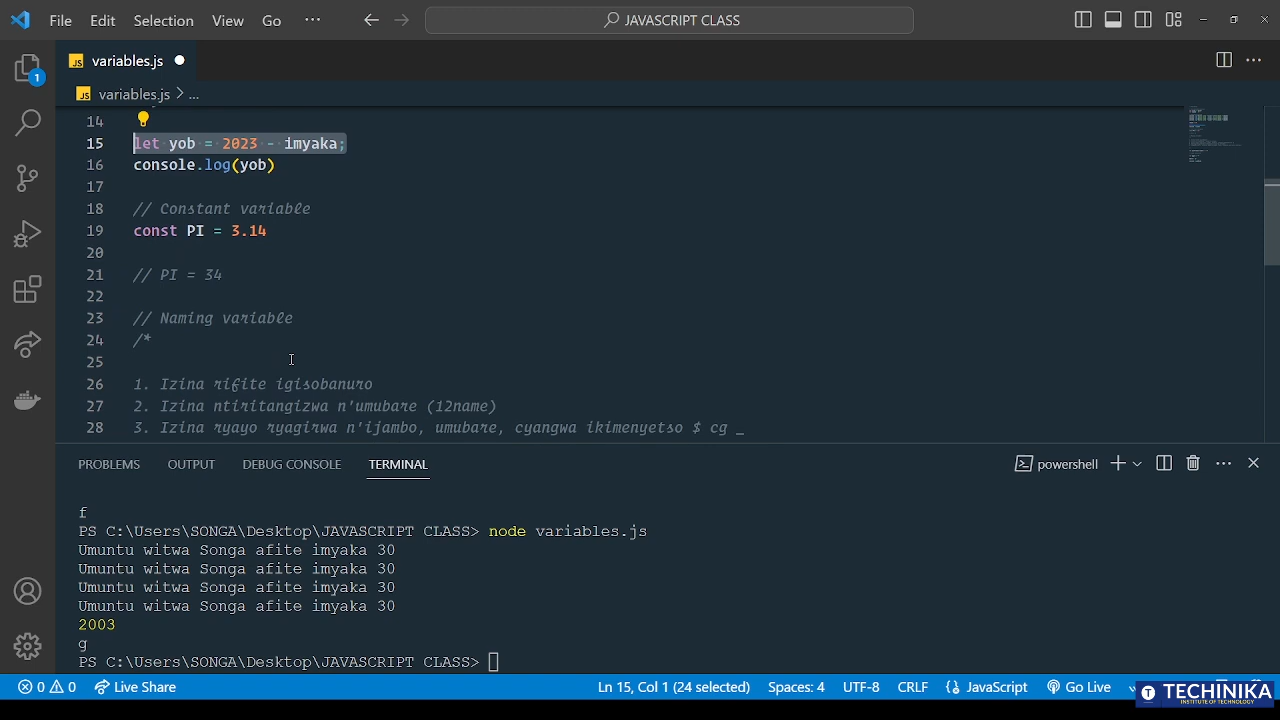 File Edit Selection View Go ··· JAVASCRIPT CLASS
JS variables.js
1
JS variables.js > ...
14
15 let yob = 2023 - imyaka;
16 console.log(yob)
17
18 // Constant variable
19 const PI = 3.14
20
21 // PI = 34
22
23 // Naming variable
24 /*
25
26 1. Izina rifite igisobanuro
27 2. Izina ntiritangizwa n'umubare (12name)
28 3. Izina ryayo ryagirwa n'ijambo, umubare, cyangwa ikimenyetso $ cg _
PROBLEMS OUTPUT DEBUG CONSOLE TERMINAL powershell
f
PS C:\Users\SONGA\Desktop\JAVASCRIPT CLASS> node variables.js
Umuntu witwa Songa afite imyaka 30
Umuntu witwa Songa afite imyaka 30
Umuntu witwa Songa afite imyaka 30
Umuntu witwa Songa afite imyaka 30
2003
g
PS C:\Users\SONGA\Desktop\JAVASCRIPT CLASS>
0 0 Live Share Ln 15, Col 1 (24 selected) Spaces: 4 UTF-8 CRLF {} JavaScript Go Live
T TECHINIKA
INSTITUTE OF TECHNOLOGY